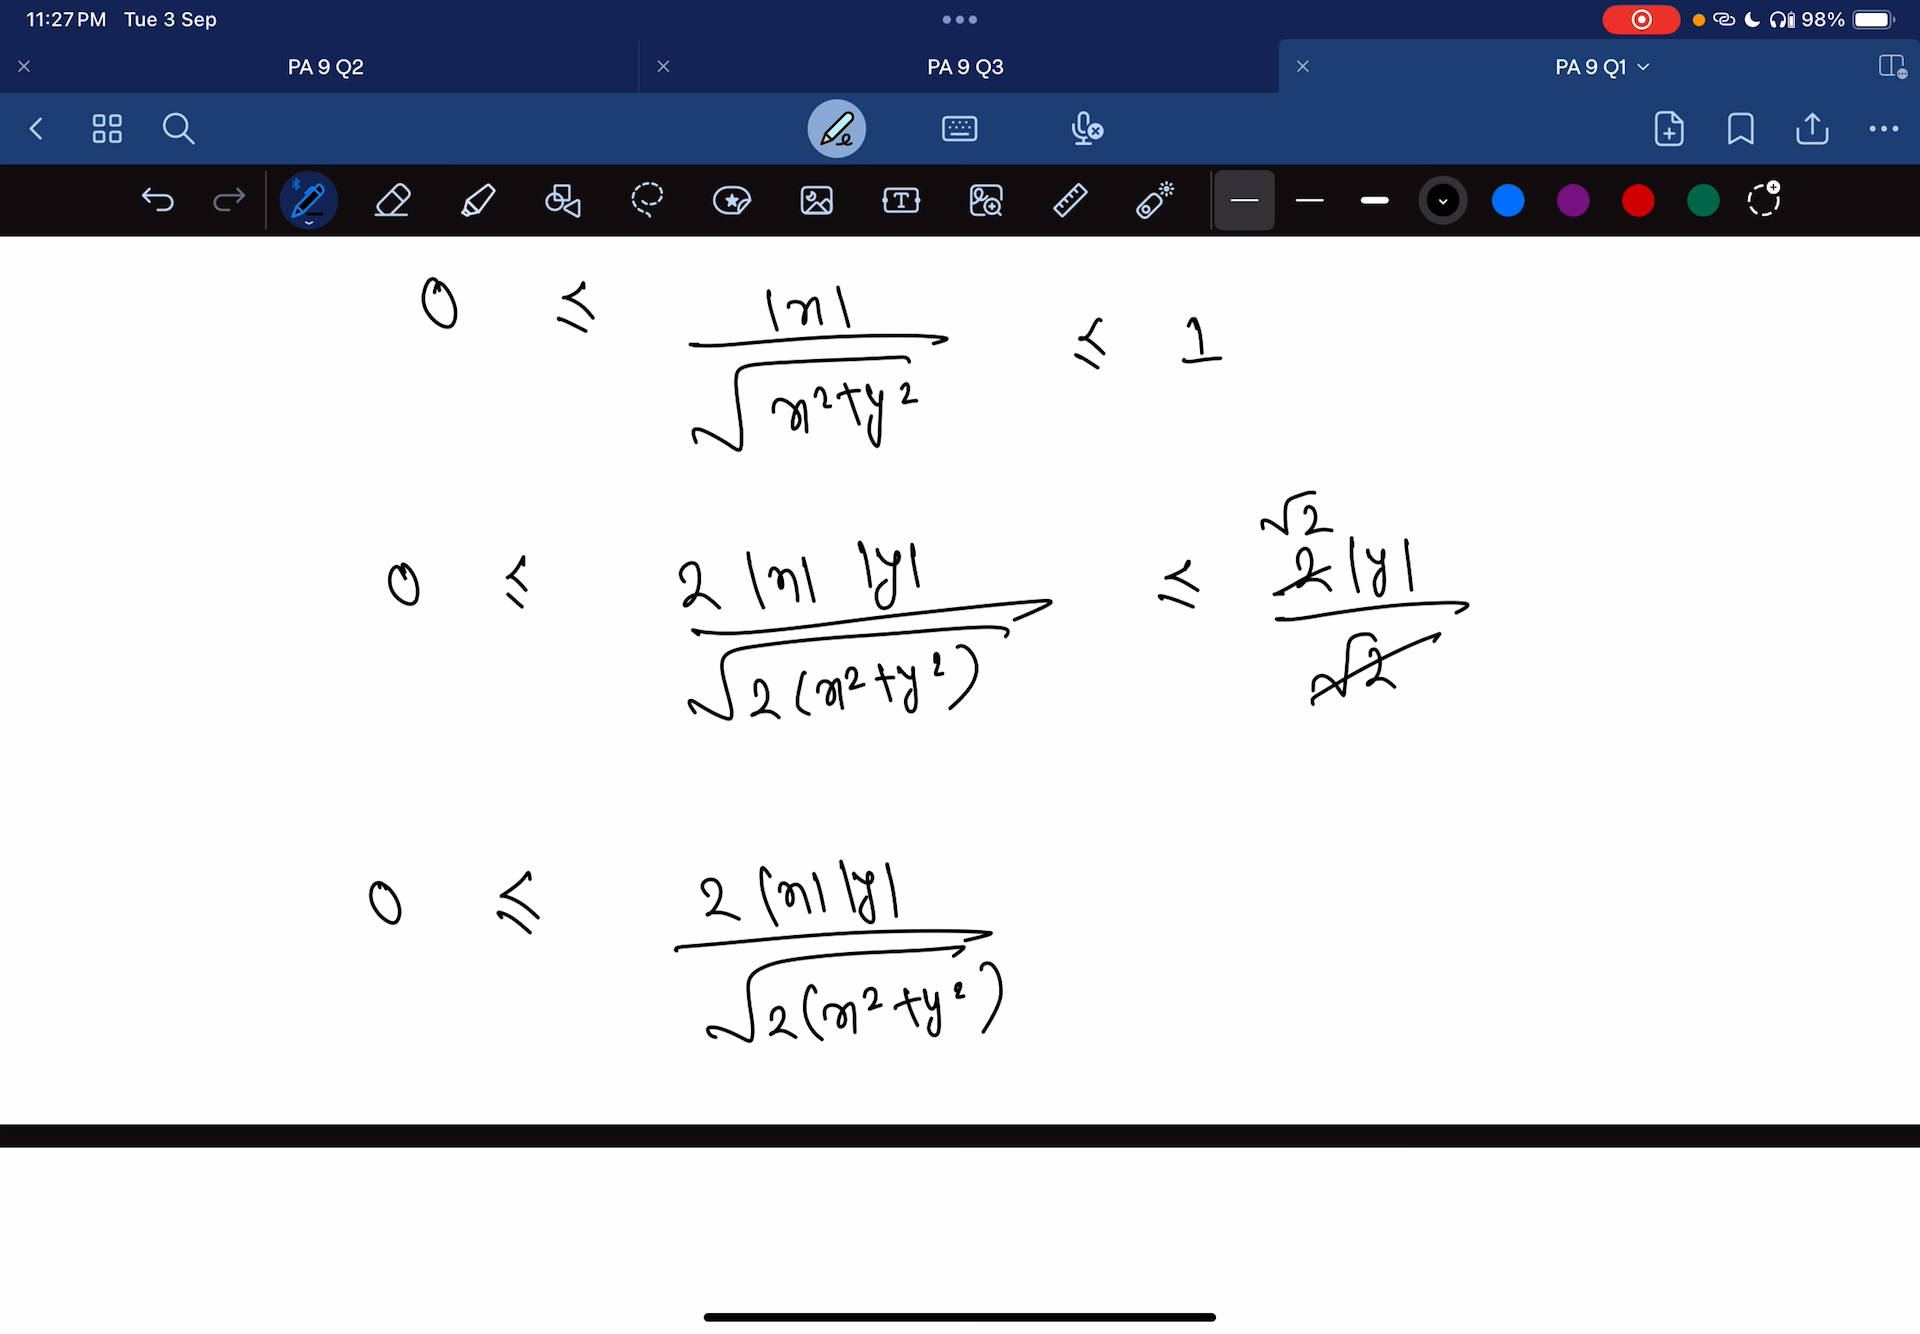 11:27 PM Tue 3 Sep 98%
PA 9 Q2 PA 9 Q3 PA 9 Q1
0 ≤ |x| / √(x²+y²) ≤ 1
0 ≤ 2 |x| |y| / √(2(x²+y²)) ≤ √2 2 |y| / √2
0 ≤ 2 |x| |y| / √(2(x²+y²))